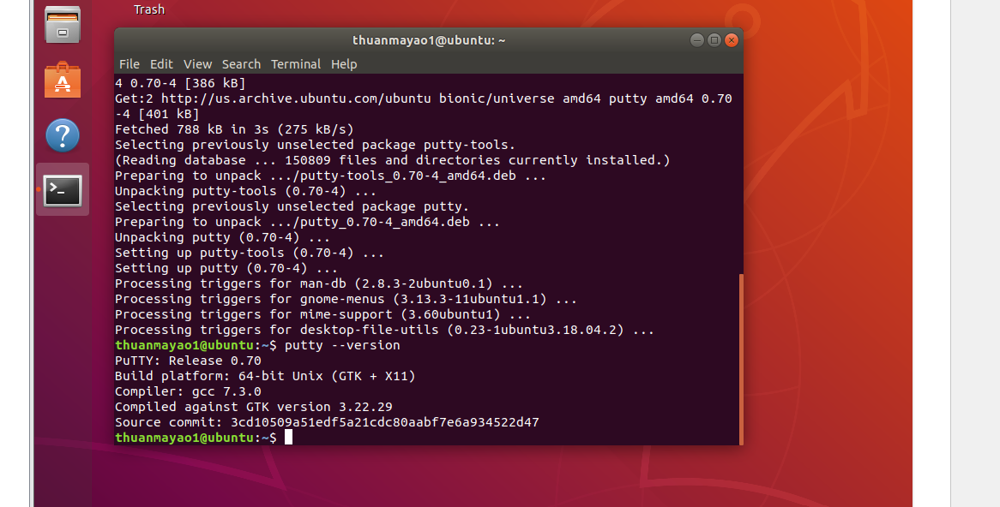 Trash
thuanmayao1@ubuntu: ~
File Edit View Search Terminal Help
4 0.70-4 [386 kB]
Get:2 http://us.archive.ubuntu.com/ubuntu bionic/universe amd64 putty amd64 0.70
-4 [401 kB]
Fetched 788 kB in 3s (275 kB/s)
Selecting previously unselected package putty-tools.
(Reading database ... 150809 files and directories currently installed.)
Preparing to unpack .../putty-tools_0.70-4_amd64.deb ...
Unpacking putty-tools (0.70-4) ...
Selecting previously unselected package putty.
Preparing to unpack .../putty_0.70-4_amd64.deb ...
Unpacking putty (0.70-4) ...
Setting up putty-tools (0.70-4) ...
Setting up putty (0.70-4) ...
Processing triggers for man-db (2.8.3-2ubuntu0.1) ...
Processing triggers for gnome-menus (3.13.3-11ubuntu1.1) ...
Processing triggers for mime-support (3.60ubuntu1) ...
Processing triggers for desktop-file-utils (0.23-1ubuntu3.18.04.2) ...
thuanmayao1@ubuntu:~$ putty --version
PuTTY: Release 0.70
Build platform: 64-bit Unix (GTK + X11)
Compiler: gcc 7.3.0
Compiled against GTK version 3.22.29
Source commit: 3cd10509a51edf5a21cdc80aabf7e6a934522d47
thuanmayao1@ubuntu:~$